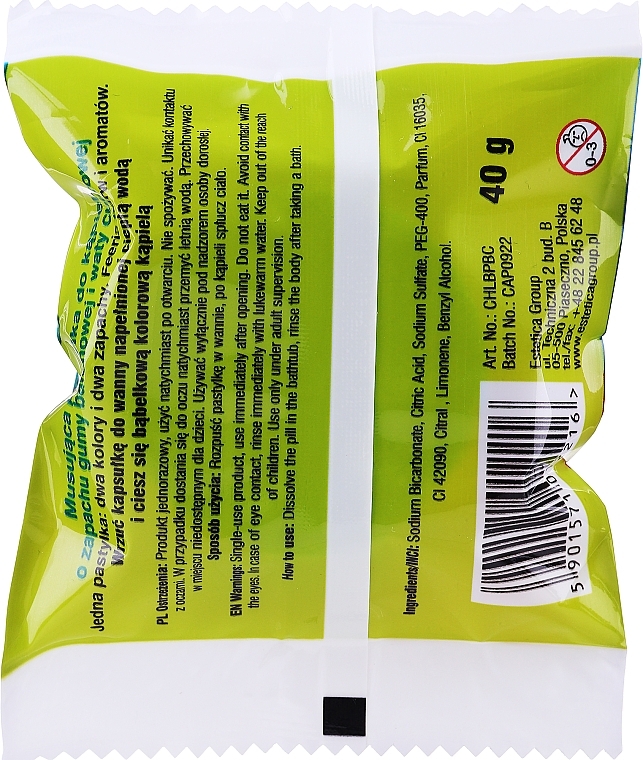 Musująca do kąpieli
o zapachu gumy balonowej i waty cukrowej
Jedna pastylka: dwa kolory i dwa zapachy. i aromatów.
Wrzuć kapsułkę do wanny napełnionej ciepłą wodą
i ciesz się bąbelkową kolorową kąpielą
PL Ostrzeżenia: Produkt jednorazowy, użyć natychmiast po otwarciu. Nie spożywać. Unikać kontaktu
z oczami. W przypadku dostania się do oczu natychmiast przemyć letnią wodą. Przechowywać
w miejscu niedostępnym dla dzieci. Używać wyłącznie pod nadzorem osoby dorosłej.
Sposób użycia: Rozpuść pastylkę w wannie, po kąpieli spłucz ciało.
EN Warnings: Single-use product, use immediately after opening. Do not eat it. Avoid contact with
the eyes. In case of eye contact, rinse immediately with lukewarm water. Keep out of the reach
of children. Use only under adult supervision.
How to use: Dissolve the pill in the bathtub, rinse the body after taking a bath.
Ingredients/INCI: Sodium Bicarbonate, Citric Acid, Sodium Sulfate, PEG-400, Parfum, CI 16035,
CI 42090, Citral , Limonene, Benzyl Alcohol.
40 g
0-3
Art. No.: CHLBPBC
Batch No.: CAP0922
Estetica Group
pl. Techniczna 2 bud. B
05-500 Piaseczno, Polska
tel./fax: +48 22 845 62 48
www.esteticagroup.pl